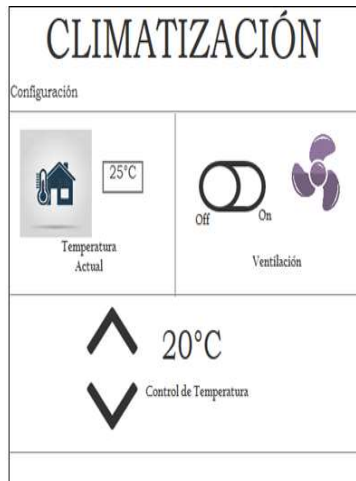 CLIMATIZACIÓN
Configuración
25°C
Temperatura
Actual
Off
On
Ventilación
20°C
Control de Temperatura